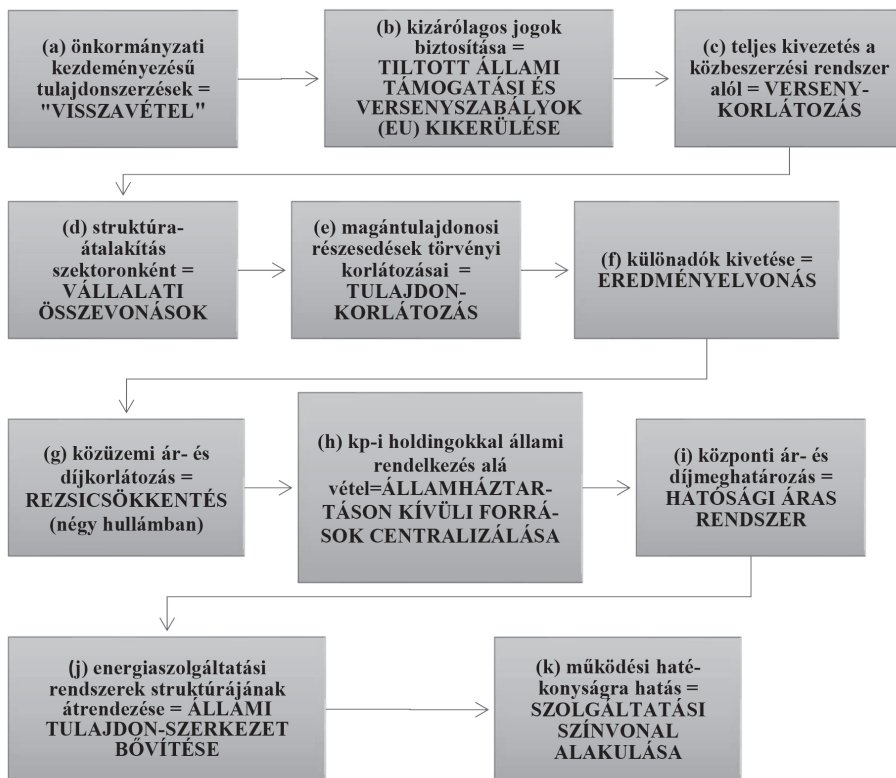 (a) önkormányzati
kezdeményezésű
tulajdonszerzések =
"VISSZAVÉTEL"
(b) kizárólagos jogok
biztosítása =
TILTOTT ÁLLAMI
TÁMOGATÁSI ÉS
VERSENYSZABÁLYOK
(EU) KIKERÜLÉSE
(c) teljes kivezetés a
közbeszerzési rendszer
alól = VERSENY-
KORLÁTOZÁS
(d) struktúra-
átalakítás
szektoronként =
VÁLLALATI
ÖSSZEVONÁSOK
(e) magántulajdonosi
részesedések törvényi
korlátozásai =
TULAJDON-
KORLÁTOZÁS
(f) különadók kivetése =
EREDMÉNYELVONÁS
(g) közüzemi ár- és
díjkorlátozás =
REZSICSÖKKENTÉS
(négy hullámban)
(h) kp-i holdingokkal állami
rendelkezés alá
vétel=ÁLLAMHÁZTAR-
TÁSON KÍVÜLI FORRÁ-
SOK CENTRALIZÁLÁSA
(i) központi ár- és
díjmeghatározás =
HATÓSÁGI ÁRAS
RENDSZER
(j) energiaszolgáltatási
rendszerek struktúrájának
átrendezése = ÁLLAMI
TULAJDON-SZERKEZET
BŐVÍTÉSE
(k) működési haté-
konyságra hatás =
SZOLGÁLTATÁSI
SZÍNVONAL
ALAKULÁSA